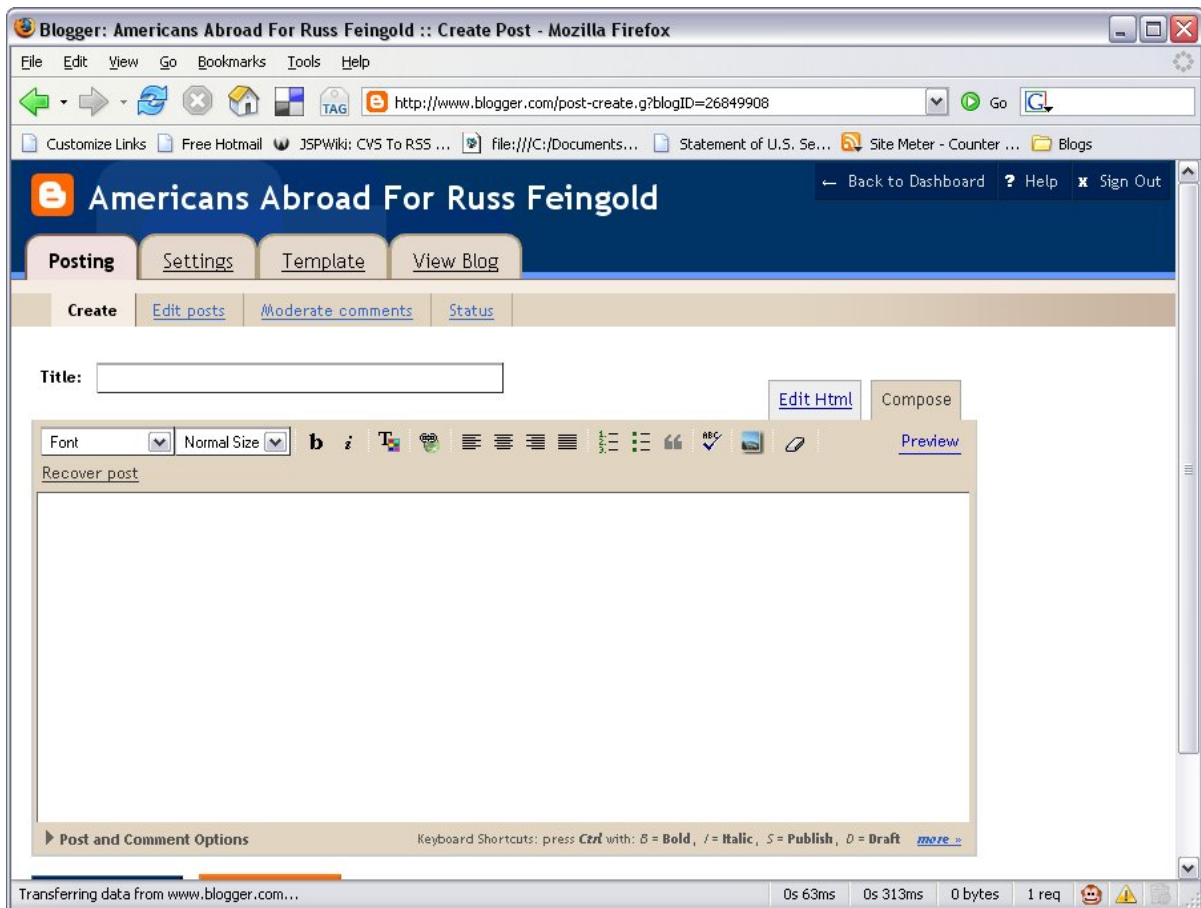 Blogger: Americans Abroad For Russ Feingold :: Create Post - Mozilla Firefox
File Edit View Go Bookmarks Tools Help
TAG http://www.blogger.com/post-create.g?blogID=26849908 Go G
Customize Links Free Hotmail JSPWiki: CVS To RSS ... file:///C:/Documents... Statement of U.S. Se... Site Meter - Counter ... Blogs
← Back to Dashboard ? Help x Sign Out
Americans Abroad For Russ Feingold
Posting Settings Template View Blog
Create Edit posts Moderate comments Status
Title:
Edit Html Compose
Font Normal Size b i T ABC Preview
Recover post
Post and Comment Options Keyboard Shortcuts: press Ctrl with: B = Bold, I = Italic, S = Publish, D = Draft more »
Transferring data from www.blogger.com... 0s 63ms 0s 313ms 0 bytes 1 req